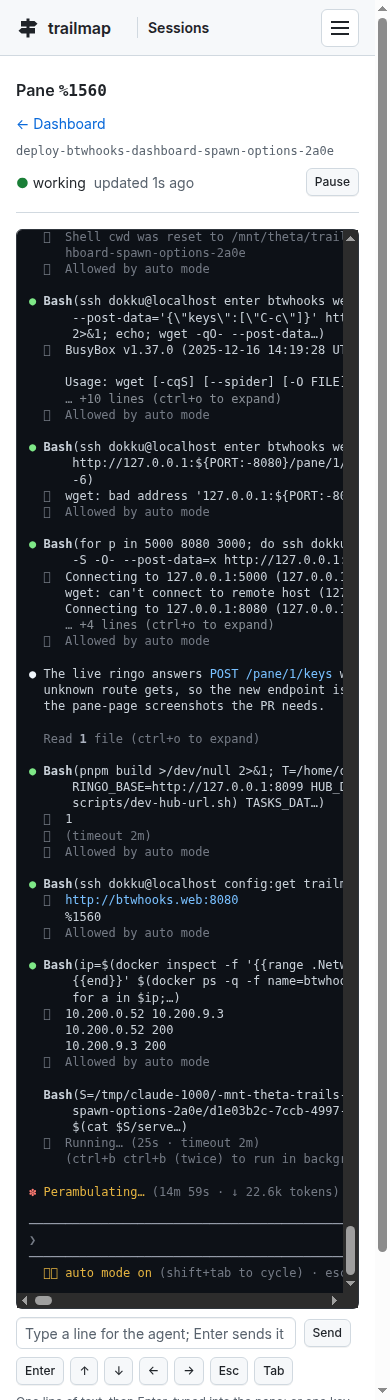 trailmap
Sessions
Pane %1560
← Dashboard
deploy-btwhooks-dashboard-spawn-options-2a0e
working updated 1s ago
Pause
Shell cwd was reset to /mnt/theta/trail
hboard-spawn-options-2a0e
Allowed by auto mode
● Bash(ssh dokku@localhost enter btwhooks we
--post-data='{\"keys\":[\"C-c\"]}' htt
2>&1; echo; wget -qO- --post-data…)
BusyBox v1.37.0 (2025-12-16 14:19:28 UT
Usage: wget [-cqS] [--spider] [-O FILE]
… +10 lines (ctrl+o to expand)
Allowed by auto mode
● Bash(ssh dokku@localhost enter btwhooks we
http://127.0.0.1:${PORT:-8080}/pane/1/
-6)
wget: bad address '127.0.0.1:${PORT:-80
Allowed by auto mode
● Bash(for p in 5000 8080 3000; do ssh dokku
-S -O- --post-data=x http://127.0.0.1:
Connecting to 127.0.0.1:5000 (127.0.0.1
wget: can't connect to remote host (127
Connecting to 127.0.0.1:8080 (127.0.0.1
… +4 lines (ctrl+o to expand)
Allowed by auto mode
● The live ringo answers POST /pane/1/keys w
unknown route gets, so the new endpoint is
the pane-page screenshots the PR needs.
Read 1 file (ctrl+o to expand)
● Bash(pnpm build >/dev/null 2>&1; T=/home/d
RINGO_BASE=http://127.0.0.1:8099 HUB_D
scripts/dev-hub-url.sh) TASKS_DAT…)
1
(timeout 2m)
Allowed by auto mode
● Bash(ssh dokku@localhost config:get trailm
http://btwhooks.web:8080
%1560
Allowed by auto mode
● Bash(ip=$(docker inspect -f '{{range .Netw
{{end}}' $(docker ps -q -f name=btwhoo
for a in $ip;…)
10.200.0.52 10.200.9.3
10.200.0.52 200
10.200.9.3 200
Allowed by auto mode
Bash(S=/tmp/claude-1000/-mnt-theta-trails-
spawn-options-2a0e/d1e03b2c-7ccb-4997-
$(cat $S/serve…)
Running… (25s · timeout 2m)
(ctrl+b ctrl+b (twice) to run in backgr
✽ Perambulating… (14m 59s · ↓ 22.6k tokens)
❯
auto mode on (shift+tab to cycle) · esc
Type a line for the agent; Enter sends it
Send
Enter ↑ ↓ ← → Esc Tab